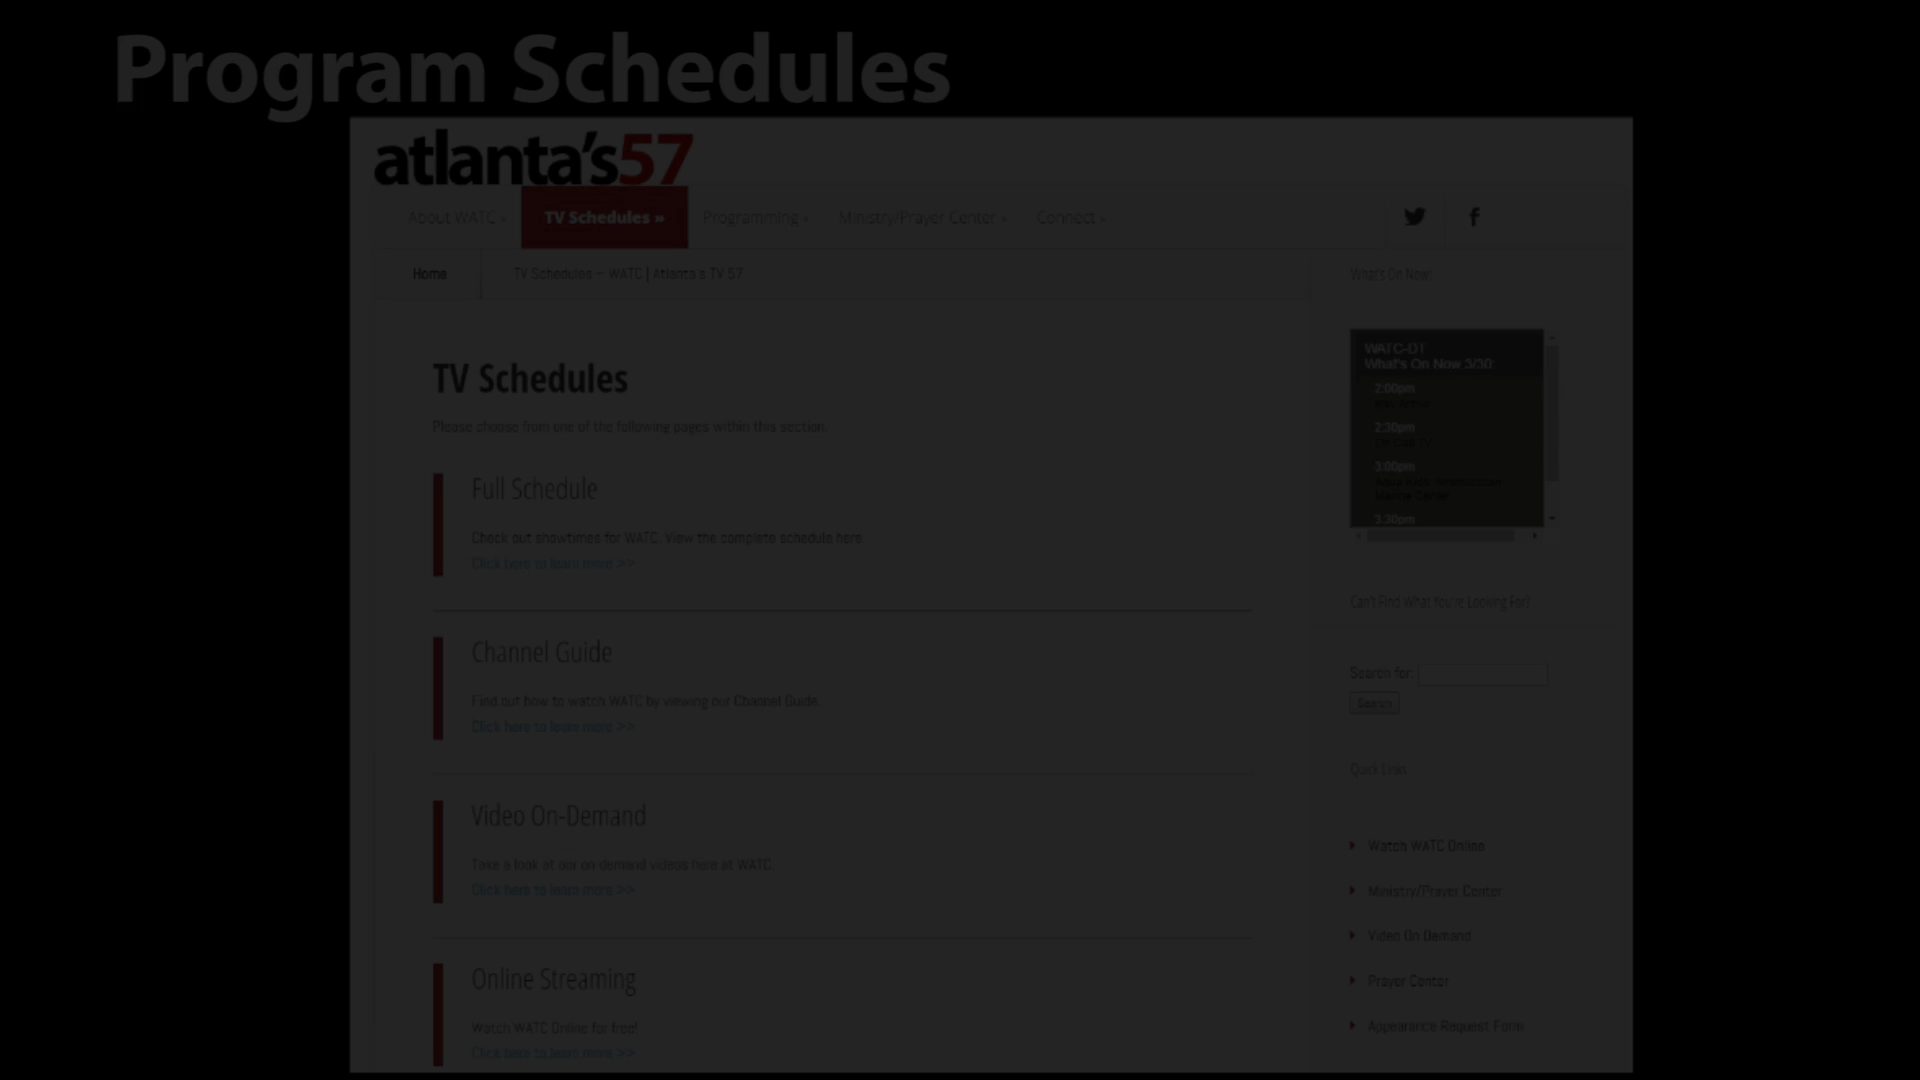 Program Schedules
atlanta's57
About WATC » TV Schedules » Programming » Ministry/Prayer Center » Connect »
Home TV Schedules – WATC | Atlanta's TV 57
What's On Now:
WATC-DT
What's On Now 3/30:
2:00pm
2:30pm
3:00pm
3:30pm
TV Schedules
Please choose from one of the following pages within this section.
Full Schedule
Check out showtimes for WATC. View the complete schedule here
Click here to learn more >>
Channel Guide
Find out how to watch WATC by viewing our Channel Guide.
Click here to learn more >>
Video On-Demand
Take a look at our on-demand videos here at WATC.
Click here to learn more >>
Online Streaming
Watch WATC Online for free!
Click here to learn more >>
Can't Find What You're Looking For?
Search for:
Search
Quick Links
Watch WATC Online
Ministry/Prayer Center
Video On Demand
Prayer Center
Appearance Request Form